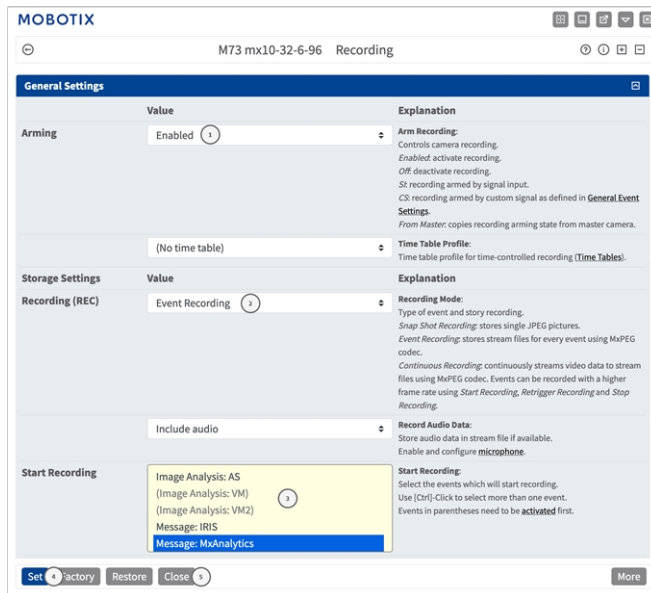 MOBOTIX
M73 mx10-32-6-96 Recording
General Settings
Value Explanation
Arming Enabled 1 Arm Recording:
Controls camera recording.
Enabled: activate recording.
Off: deactivate recording.
SI: recording armed by signal input.
CS: recording armed by custom signal as defined in General Event
Settings.
From Master: copies recording arming state from master camera.
(No time table) Time Table Profile:
Time table profile for time-controlled recording (Time Tables).
Storage Settings Value Explanation
Recording (REC) Event Recording 2 Recording Mode:
Type of event and story recording.
Snap Shot Recording: stores single JPEG pictures.
Event Recording: stores stream files for every event using MxPEG
codec.
Continuous Recording: continuously streams video data to stream
files using MxPEG codec. Events can be recorded with a higher
frame rate using Start Recording, Retrigger Recording and Stop
Recording.
Include audio Record Audio Data:
Store audio data in stream file if available.
Enable and configure microphone.
Start Recording Start Recording:
Select the events which will start recording.
Use [Ctrl]-Click to select more than one event.
Events in parentheses need to be activated first.
Image Analysis: AS
(Image Analysis: VM)
(Image Analysis: VM2) 3
Message: IRIS
Message: MxAnalytics
Set 4 Factory Restore Close 5 More